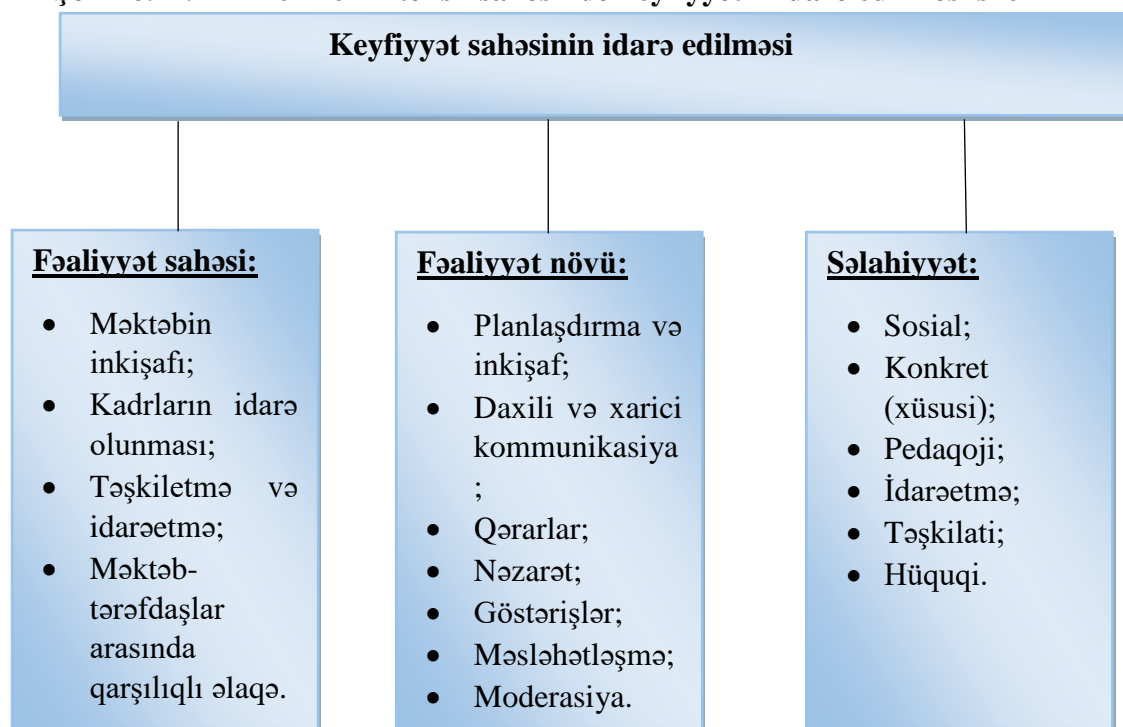 Keyfiyyət sahəsinin idarə edilməsi
Fəaliyyət sahəsi:
• Məktəbin
inkişafı;
• Kadrların idarə
olunması;
• Təşkiletmə və
idarəetmə;
• Məktəb-
tərəfdaşlar
arasında
qarşılıqlı əlaqə.
Fəaliyyət növü:
• Planlaşdırma və
inkişaf;
• Daxili və xarici
kommunikasiya
;
• Qərarlar;
• Nəzarət;
• Göstərişlər;
• Məsləhətləşmə;
• Moderasiya.
Səlahiyyət:
• Sosial;
• Konkret
(xüsusi);
• Pedaqoji;
• İdarəetmə;
• Təşkilati;
• Hüquqi.